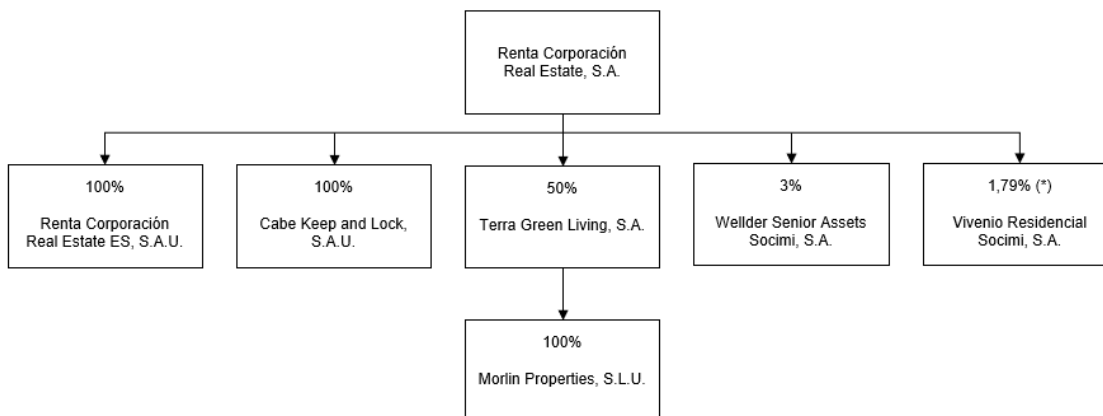 Renta Corporación
Real Estate, S.A.
100%
Renta Corporación
Real Estate ES, S.A.U.
100%
Cabe Keep and Lock,
S.A.U.
50%
Terra Green Living, S.A.
3%
Wellder Senior Assets
Socimi, S.A.
1,79% (*)
Vivenio Residencial
Socimi, S.A.
100%
Morlin Properties, S.L.U.